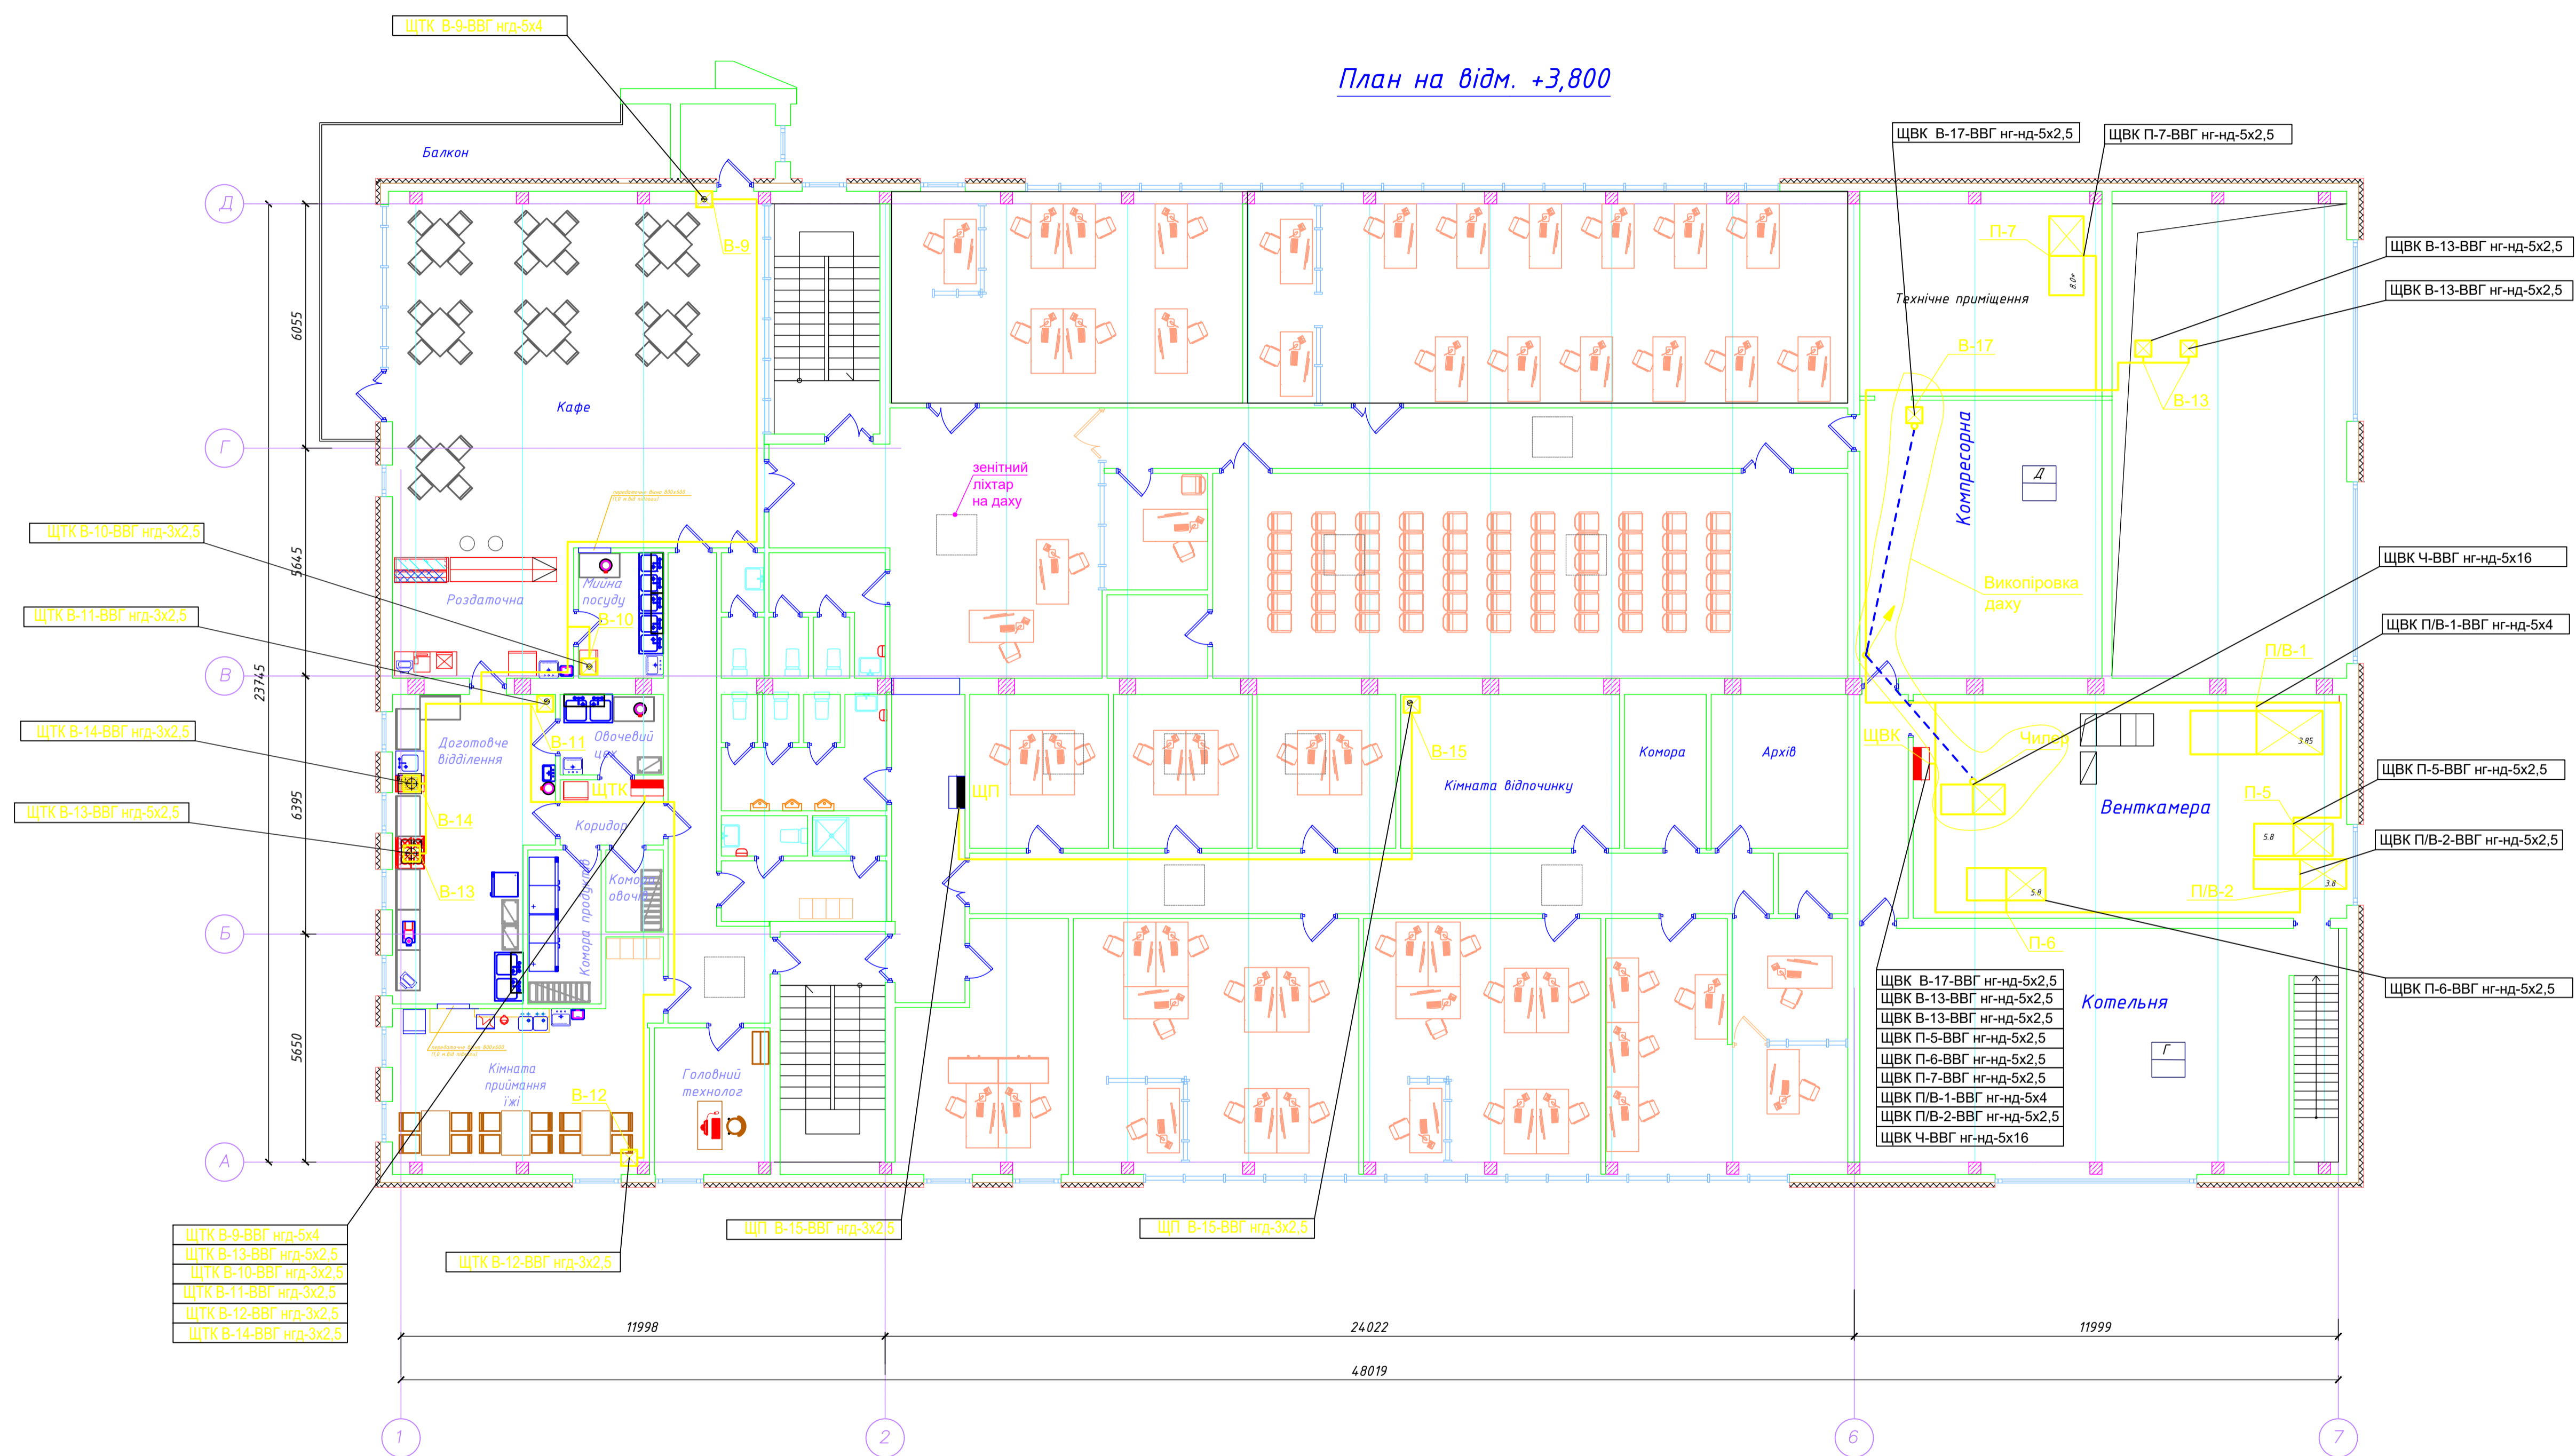 ЩТК В-9-ВВГ нгд-5х4
План на відм. +3,800
ЩВК В-17-ВВГ нг-нд-5х2,5
ЩВК П-7-ВВГ нг-нд-5х2,5
Балкон
Д
В-9
П-7
8.0*
ЩВК В-13-ВВГ нг-нд-5х2,5
ЩВК В-13-ВВГ нг-нд-5х2,5
Технічне приміщення
6055
В-17
В-13
Кафе
Г
Компресорна
зенітний
ліхтар
на даху
Д
ЩТК В-10-ВВГ нгд-3х2,5
5645
Мийна
посуду
Роздаточна
В-10
ЩТК В-11-ВВГ нгд-3х2,5
Викопіровка
даху
ЩВК Ч-ВВГ нг-нд-5х16
ЩВК П/В-1-ВВГ нг-нд-5х4
П/В-1
В
23745
ЩТК В-14-ВВГ нгд-3х2,5
Доготовче
відділення
В-11
Овочевий
цех
В-15
Комора
Архів
Кімната відпочинку
ЩВК
Чилер
3.85
ЩВК П-5-ВВГ нг-нд-5х2,5
ЩТК
ЩП
П-5
Венткамера
6395
ЩТК В-13-ВВГ нгд-5х2,5
В-14
Коридор
5.8
ЩВК П/В-2-ВВГ нг-нд-5х2,5
В-13
Комора продуктів
Комора
овочів
5.8
3.8
П/В-2
Б
П-6
ЩВК П-6-ВВГ нг-нд-5х2,5
ЩВК В-17-ВВГ нг-нд-5х2,5
ЩВК В-13-ВВГ нг-нд-5х2,5
ЩВК В-13-ВВГ нг-нд-5х2,5
ЩВК П-5-ВВГ нг-нд-5х2,5
ЩВК П-6-ВВГ нг-нд-5х2,5
ЩВК П-7-ВВГ нг-нд-5х2,5
ЩВК П/В-1-ВВГ нг-нд-5х4
ЩВК П/В-2-ВВГ нг-нд-5х2,5
ЩВК Ч-ВВГ нг-нд-5х16
Котельня
Г
5650
Кімната
приймання
їжі
Головний
технолог
В-12
А
ЩП В-15-ВВГ нгд-3х2,5
ЩП В-15-ВВГ нгд-3х2,5
ЩТК В-12-ВВГ нгд-3х2,5
ЩТК В-9-ВВГ нгд-5х4
ЩТК В-13-ВВГ нгд-5х2,5
ЩТК В-10-ВВГ нгд-3х2,5
ЩТК В-11-ВВГ нгд-3х2,5
ЩТК В-12-ВВГ нгд-3х2,5
ЩТК В-14-ВВГ нгд-3х2,5
11998
24022
11999
48019
1
2
6
7